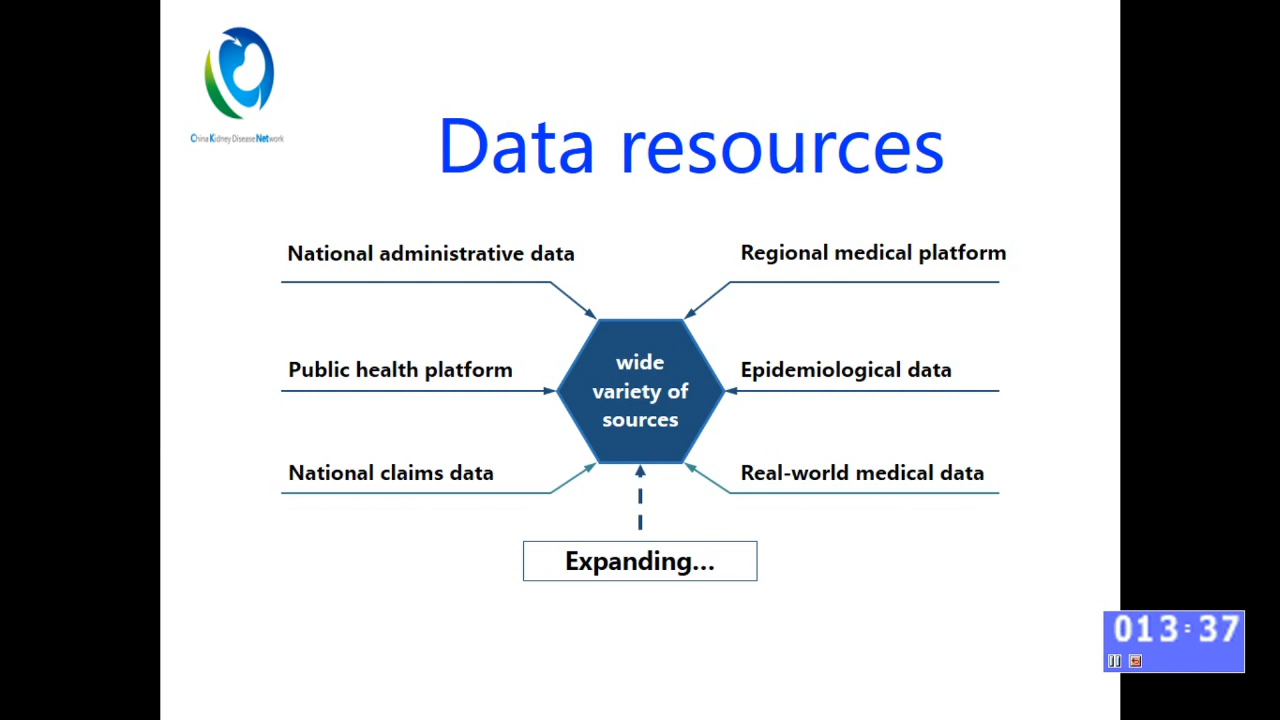 China Kidney Disease Network
Data resources
National administrative data
Regional medical platform
Public health platform
Epidemiological data
National claims data
Real-world medical data
wide
variety of
sources
Expanding...
013:37